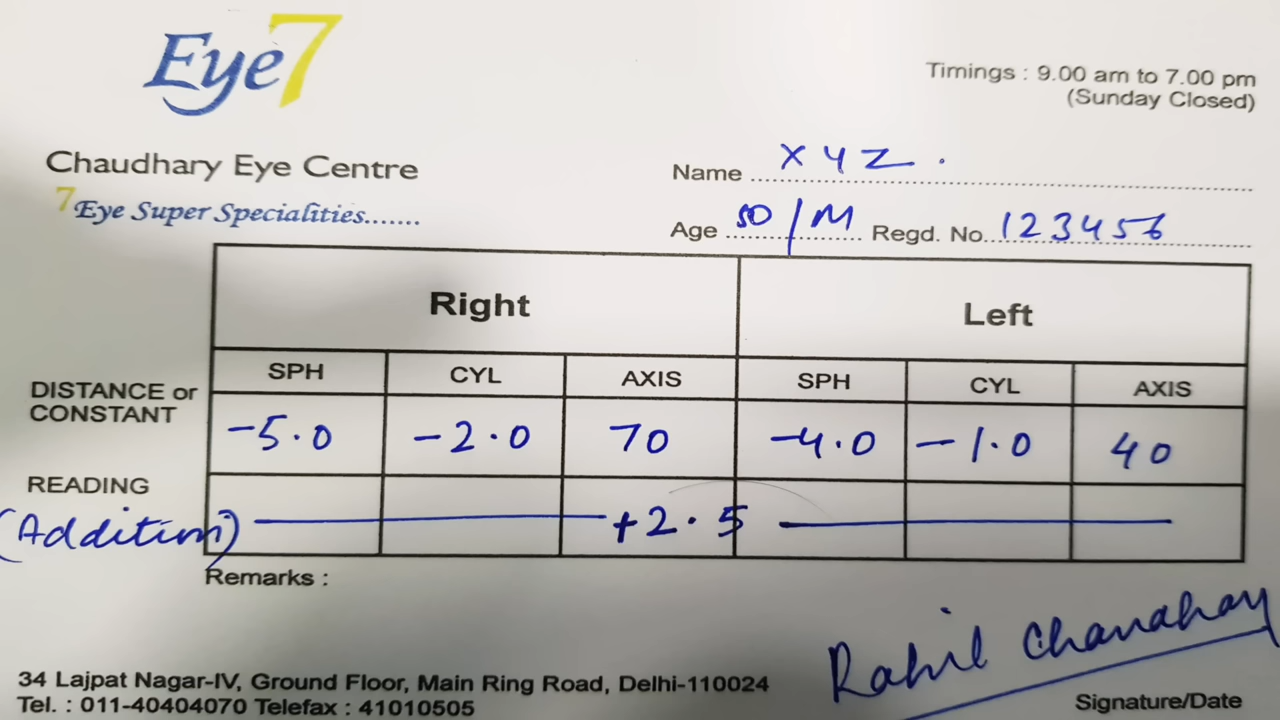 Eye7
Timings : 9.00 am to 7.00 pm
(Sunday Closed)
Chaudhary Eye Centre
7 Eye Super Specialities.......
Name XYZ.
Age 50/M Regd. No. 123456
Right Left
SPH CYL AXIS SPH CYL AXIS
DISTANCE or
CONSTANT
-5.0 -2.0 70 -4.0 -1.0 40
READING
(Addition) +2.5
Remarks :
Rahil Chaudhary
34 Lajpat Nagar-IV, Ground Floor, Main Ring Road, Delhi-110024
Tel. : 011-40404070 Telefax : 41010505
Signature/Date